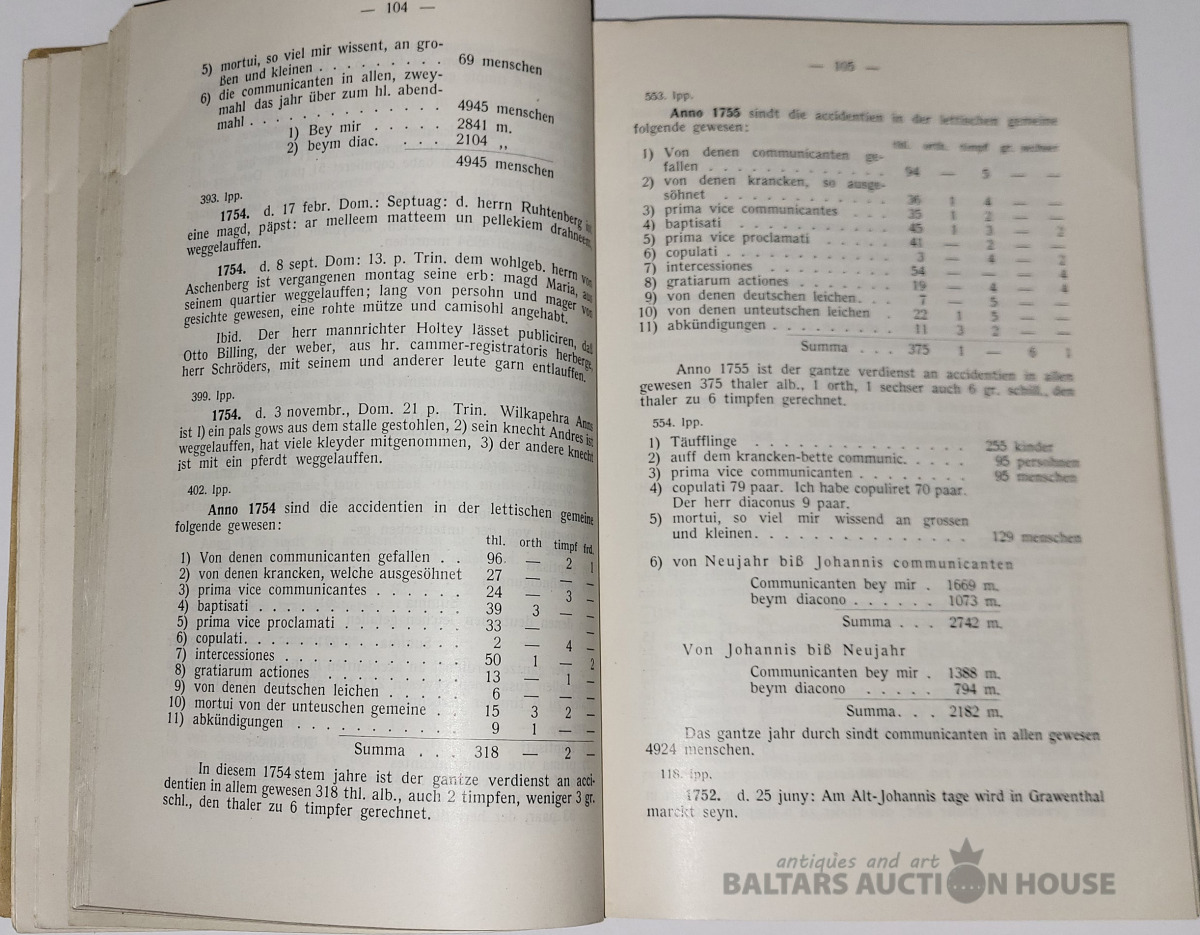 — 104 —
5) mortui, so viel mir wissent, an gro-
ßen und kleinen . . . . . . . . . 69 menschen
6) die communicanten in allen, zwey-
mahl das jahr über zum hl. abend-
mahl . . . . . . . . . . . . . 4945 menschen
1) Bey mir . . . . . 2841 m.
2) beym diac. . . . . 2104 „
4945 menschen
393. lpp.
1754. d. 17 febr. Dom.: Septuag: d. herrn Ruhtenberg ist
eine magd, päpst: ar melleem matteem un pellekiem drahneem,
weggelauffen.
1754. d. 8 sept. Dom: 13. p. Trin. dem wohlgeb. herrn von
Aschenberg ist vergangenen montag seine erb: magd Maria, aus
seinem quartier weggelauffen; lang von persohn und mager von
gesichte gewesen, eine rohte mütze und camisohl angehabt.
Ibid. Der herr mannrichter Holtey lässet publiciren, daß
Otto Billing, der weber, aus hr. cammer-registratoris herberge,
herr Schröders, mit seinem und anderer leute garn entlauffen.
399. lpp.
1754. d. 3 novembr., Dom. 21 p. Trin. Wilkapehra Anns
ist 1) ein pals gows aus dem stalle gestohlen, 2) sein knecht Andres ist
weggelauffen, hat viele kleyder mitgenommen, 3) der andere knecht
ist mit ein pferdt weggelauffen.
402. lpp.
Anno 1754 sind die accidentien in der lettischen gemeine
folgende gewesen:
thl. orth timpf frd.
1) Von denen communicanten gefallen . . 96 — 2 1
2) von denen krancken, welche ausgesöhnet 27 — — —
3) prima vice communicantes . . . . . . 24 — 3 —
4) baptisati . . . . . . . . . . . . . 39 3 —
5) prima vice proclamati . . . . . . . 33 — —
6) copulati. . . . . . . . . . . . . . 2 — 4 —
7) intercessiones . . . . . . . . . . . 50 1 — 2
8) gratiarum actiones . . . . . . . . . 13 — 1 —
9) von denen deutschen leichen . . . . . 6 — — —
10) mortui von der unteuschen gemeine . . 15 3 2 —
11) abkündigungen . . . . . . . . . . 9 1 — —
Summa . . . 318 — 2 —
In diesem 1754 stem jahre ist der gantze verdienst an acci-
dentien in allem gewesen 318 thl. alb., auch 2 timpfen, weniger 3 gr.
schl., den thaler zu 6 timpfer gerechnet.
— 105 —
553. lpp.
Anno 1755 sindt die accidentien in der lettischen gemeine
folgende gewesen:
thl. orth. timpf gr. sechser
1) Von denen communicanten ge-
fallen . . . . . . . . . . . . . 94 — 5 — —
2) von denen krancken, so ausge-
söhnet . . . . . . . . . . . . 36 1 4 — —
3) prima vice communicantes . . . 35 1 2 — —
4) baptisati . . . . . . . . . . 45 1 3 — 2
5) prima vice proclamati . . . . . 41 — 2 — —
6) copulati . . . . . . . . . . . 3 — 4 — 2
7) intercessiones . . . . . . . . 54 — — — 4
8) gratiarum actiones . . . . . . 19 — 4 — 4
9) von denen deutschen leichen. . . 7 — 5 — —
10) von denen unteutschen leichen . 22 1 5 — —
11) abkündigungen . . . . . . . . . 11 3 2 — —
Summa . . . 375 1 — 6 1
Anno 1755 ist der gantze verdienst an accidentien in allen
gewesen 375 thaler alb., 1 orth, 1 sechser auch 6 gr. schill., den
thaler zu 6 timpfen gerechnet.
554. lpp.
1) Täufflinge . . . . . . . . . . . . . 255 kinder
2) auff dem krancken-bette communic. . . . . 95 persohnen
3) prima vice communicanten . . . . . . . . 95 menschen
4) copulati 79 paar. Ich habe copuliret 70 paar.
Der herr diaconus 9 paar.
5) mortui, so viel mir wissend an grossen
und kleinen. . . . . . . . . . . . . . . 129 menschen
6) von Neujahr biß Johannis communicanten
Communicanten bey mir . 1669 m.
beym diacono . . . . . . 1073 m.
Summa . . . 2742 m.
Von Johannis biß Neujahr
Communicanten bey mir . 1388 m.
beym diacono . . . . . 794 m.
Summa. . . 2182 m.
Das gantze jahr durch sindt communicanten in allen gewesen
4924 menschen.
118. lpp.
1752. d. 25 juny: Am Alt-Johannis tage wird in Grawenthal
marckt seyn.
antiques and art
BALTARS AUCTION HOUSE